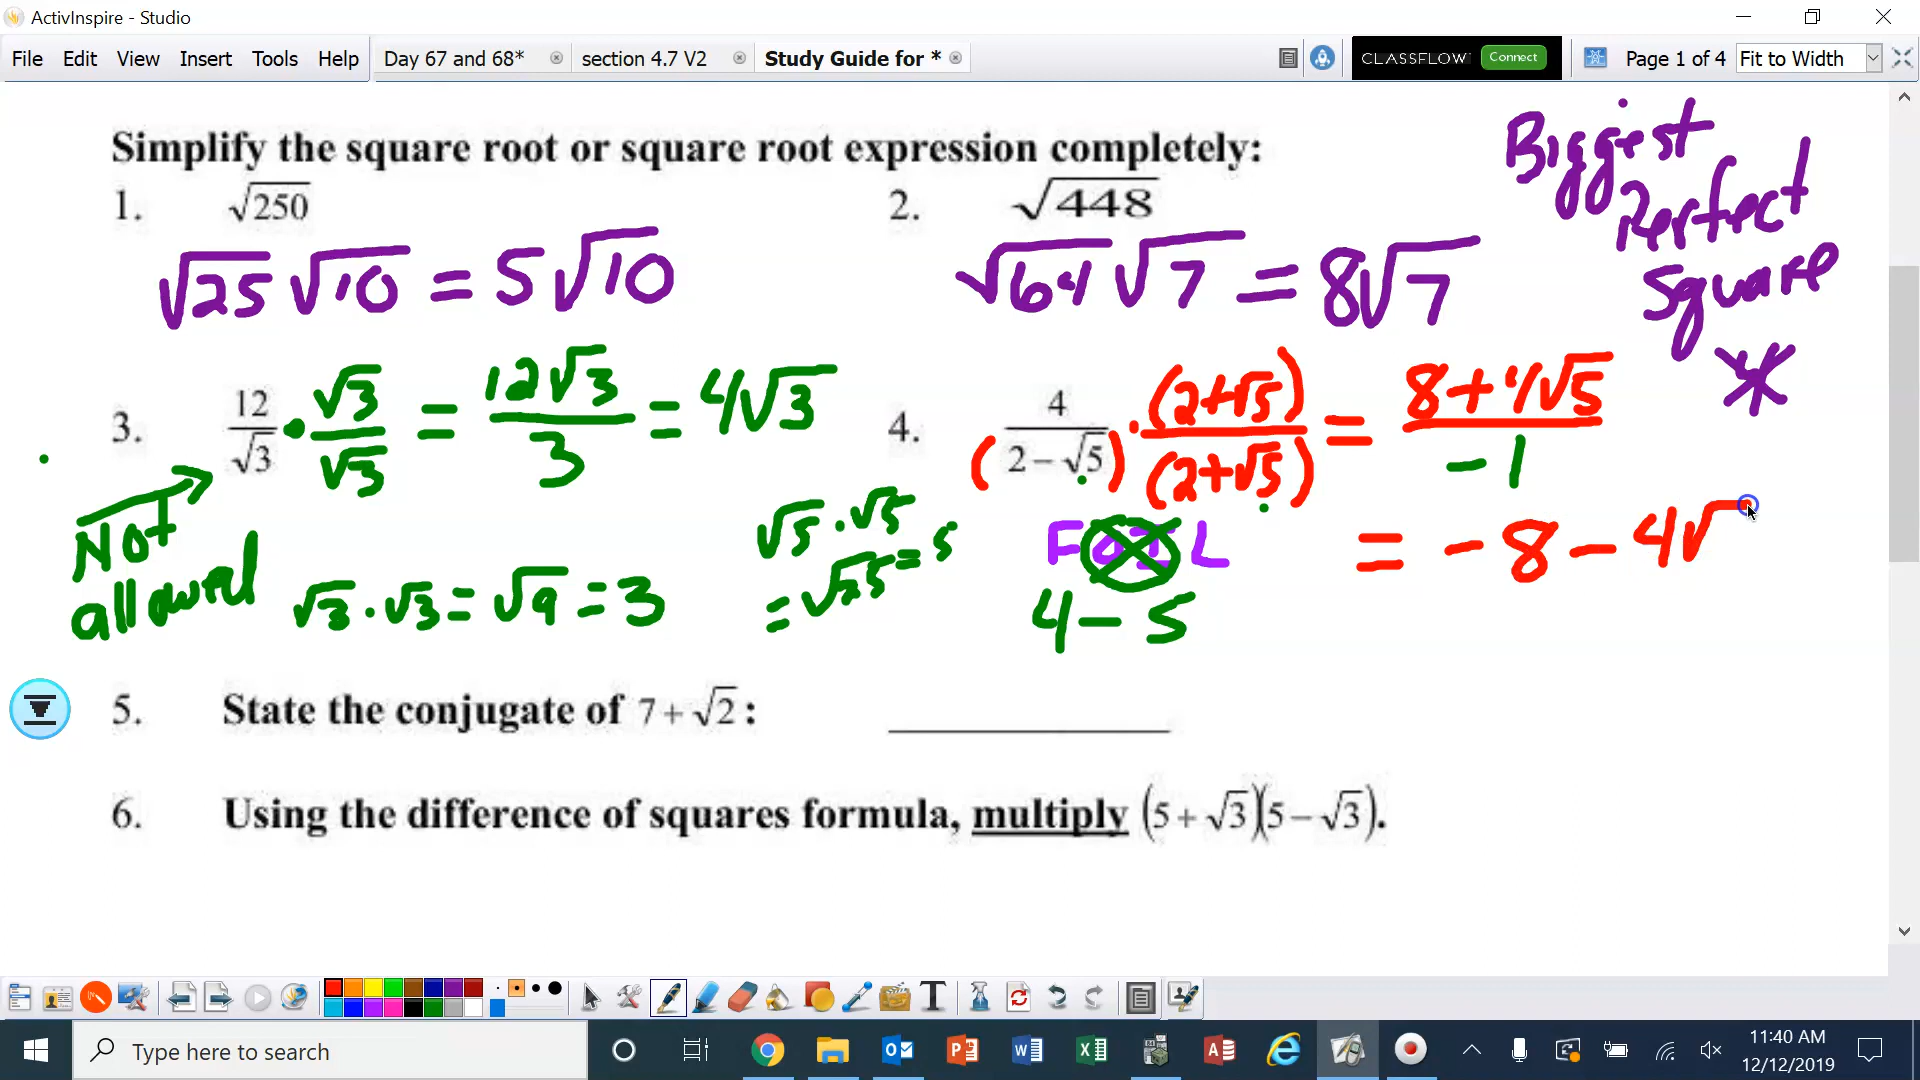 ActivInspire - Studio
File Edit View Insert Tools Help Day 67 and 68* section 4.7 V2 Study Guide for * CLASSFLOW Connect Page 1 of 4 Fit to Width
Simplify the square root or square root expression completely:
Biggest
Perfect
Square
*
1. √250 2. √448
√25 √10 = 5√10 √64 √7 = 8√7
3. 12/√3 • √3/√3 = 12√3/3 = 4√3 4. 4/(2 − √5) · (2+√5)/(2+√5) = 8+4√5/−1
Not
allowed
√3 · √3 = √9 = 3
√5 · √5
= √25 = 5
F O I L
4 − 5
= −8 − 4√
5. State the conjugate of 7 + √2 :
6. Using the difference of squares formula, multiply (5 + √3)(5 − √3).
Type here to search
11:40 AM
12/12/2019